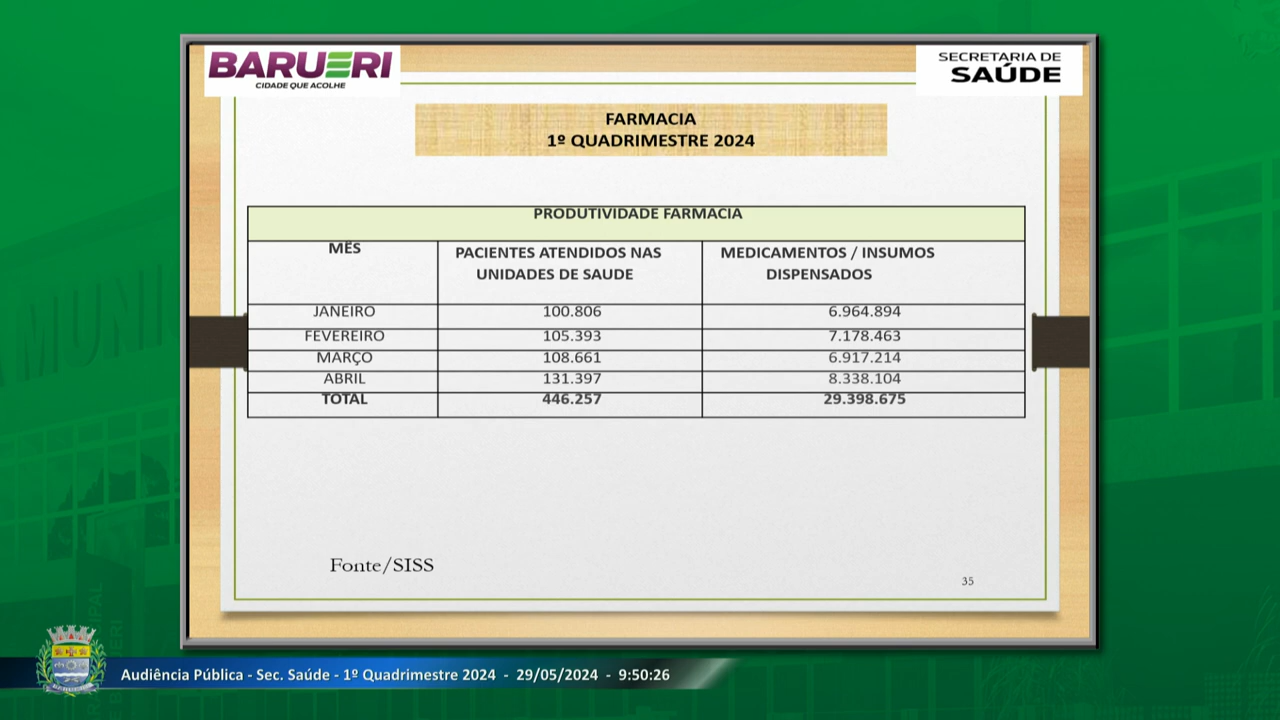 BARUERI
CIDADE QUE ACOLHE
SECRETARIA DE
SAÚDE
FARMACIA
1º QUADRIMESTRE 2024
PRODUTIVIDADE FARMACIA
MÊS
PACIENTES ATENDIDOS NAS
UNIDADES DE SAUDE
MEDICAMENTOS / INSUMOS
DISPENSADOS
JANEIRO 100.806 6.964.894
FEVEREIRO 105.393 7.178.463
MARÇO 108.661 6.917.214
ABRIL 131.397 8.338.104
TOTAL 446.257 29.398.675
Fonte/SISS
35
Audiência Pública - Sec. Saúde - 1º Quadrimestre 2024 - 29/05/2024 - 9:50:26